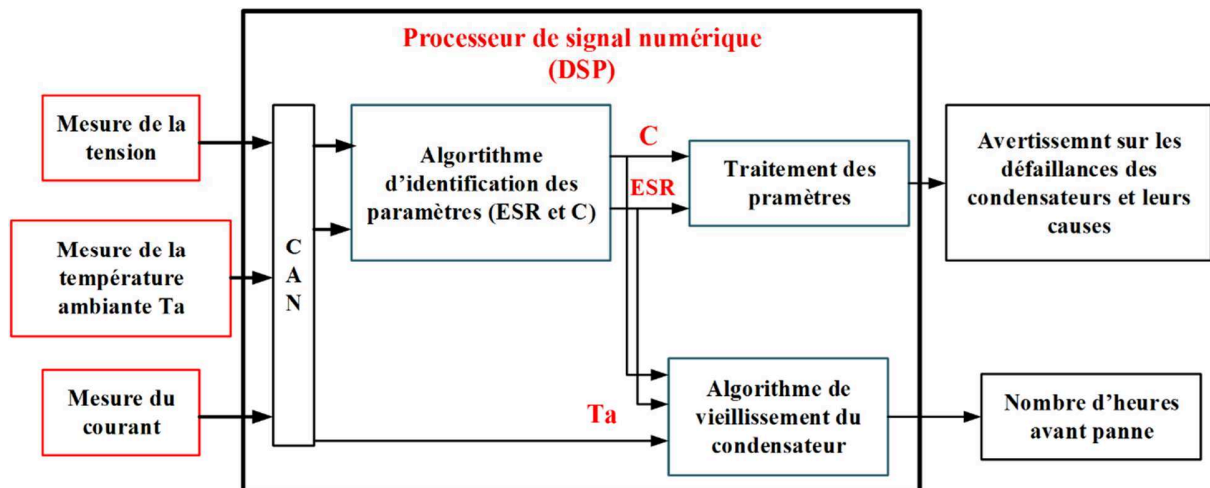 Processeur de signal numérique
(DSP)
Mesure de la
tension
Mesure de la
température
ambiante Ta
Mesure du
courant
C
A
N
Algortithme
d’identification des
paramètres (ESR et C)
C
ESR
Ta
Traitement des
pramètres
Algorithme de
vieillissement du
condensateur
Avertissemnt sur les
défaillances des
condensateurs et leurs
causes
Nombre d’heures
avant panne